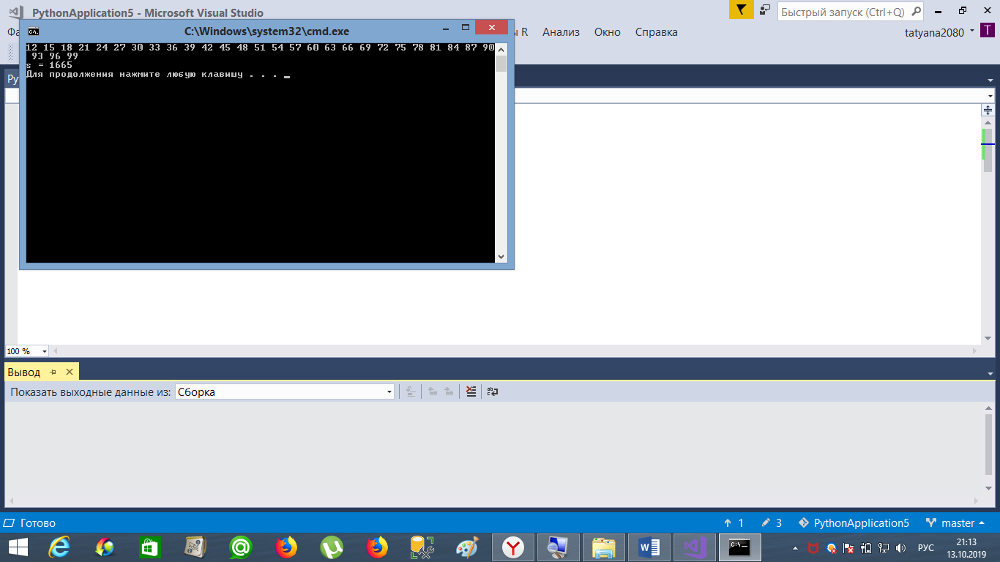 PythonApplication5 - Microsoft Visual Studio
Быстрый запуск (Ctrl+Q)
C:\Windows\system32\cmd.exe
R Анализ Окно Справка
tatyana2080
T
12 15 18 21 24 27 30 33 36 39 42 45 48 51 54 57 60 63 66 69 72 75 78 81 84 87 90
93 96 99
s = 1665
Для продолжения нажмите любую клавишу . . .
100 %
Вывод
Показать выходные данные из: Сборка
Готово
1 3 PythonApplication5 master
РУС
21:13
13.10.2019